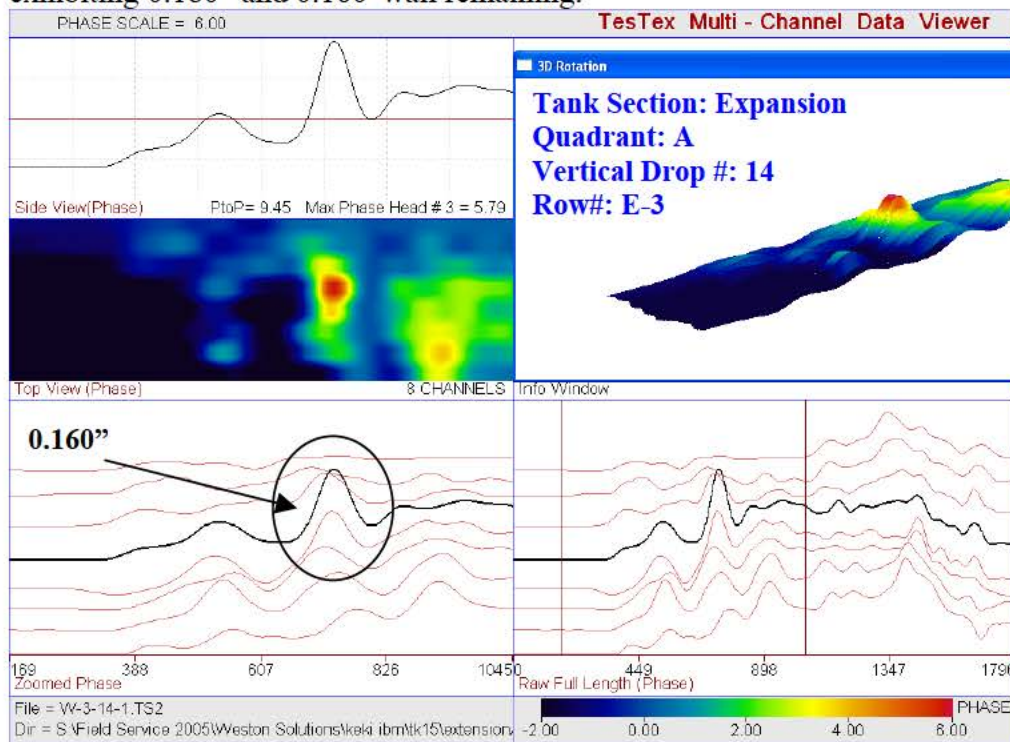 PHASE SCALE = 6.00
TesTex Multi - Channel Data Viewer
3D Rotation
Tank Section: Expansion
Quadrant: A
Vertical Drop #: 14
Row#: E-3
Side View(Phase) PtoP= 9.45 Max Phase Head # 3 = 5.79
Top View (Phase) 8 CHANNELS
Info Window
0.160”
169 388 607 826 1045
Zoomed Phase
0 449 898 1347 1796
Raw Full Length (Phase)
File = W-3-14-1.TS2
Dir = S:\Field Service 2005\Weston Solutions\keki ibm\tk15\extension\
-2.00 0.00 2.00 4.00 6.00
PHASE